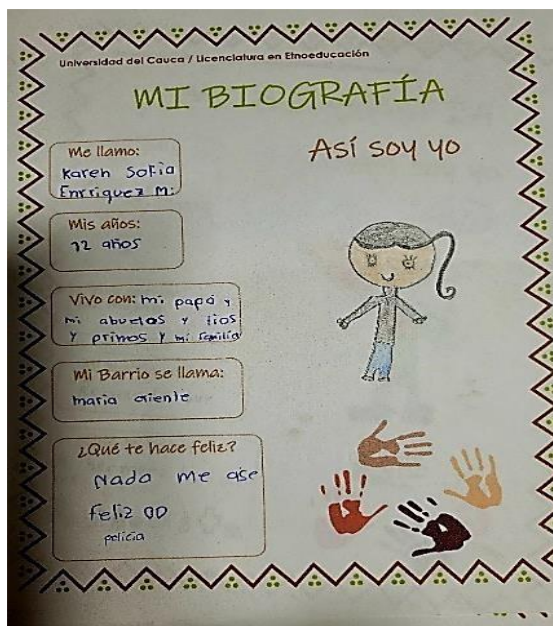 Universidad del Cauca / Licenciatura en Etnoeducación
MI BIOGRAFÍA
Así soy yo
Me llamo:
Karen Sofia
Enrriquez M:
Mis años:
12 años
Vivo con: mi papá y
mi abuelos y tios
y primos y mi familia
Mi Barrio se llama:
maria oriente
¿Qué te hace feliz?
Nada me ase
feliz
policia